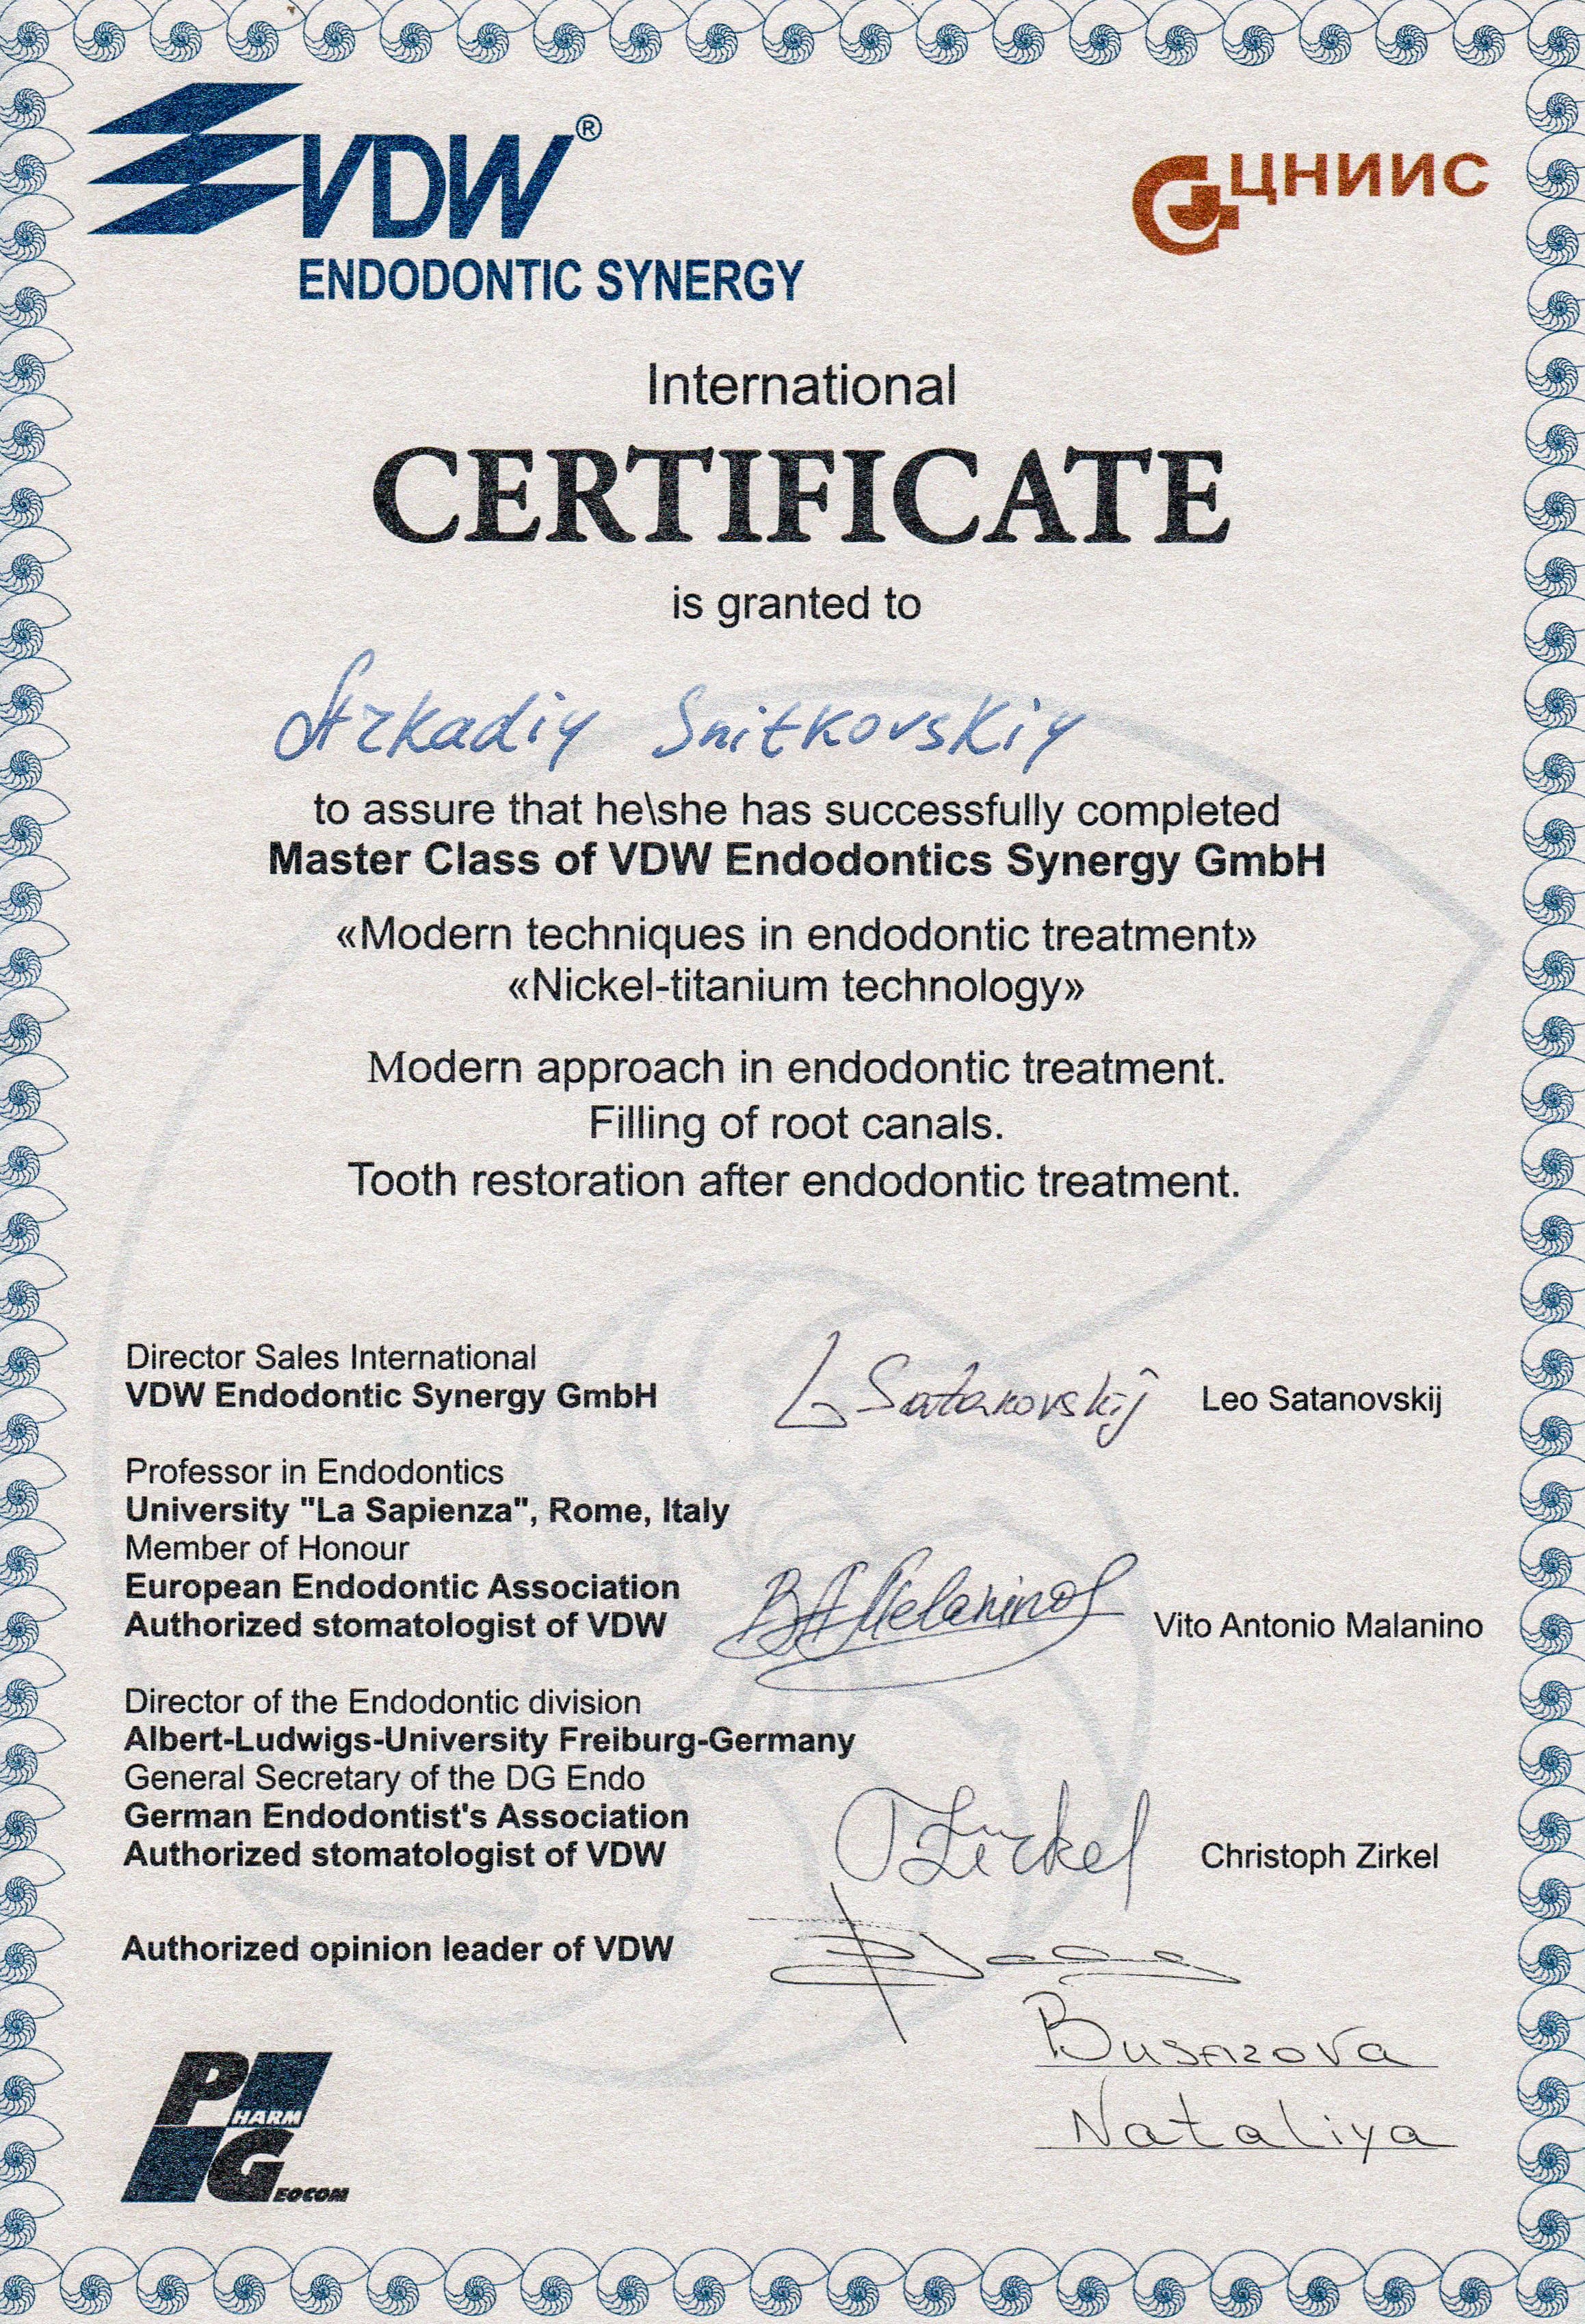 VDW®
ENDODONTIC SYNERGY
ЦНИИС
International
CERTIFICATE
is granted to
Arkadiy Snitkovskiy
to assure that he\she has successfully completed
Master Class of VDW Endodontics Synergy GmbH
«Modern techniques in endodontic treatment»
«Nickel-titanium technology»
Modern approach in endodontic treatment.
Filling of root canals.
Tooth restoration after endodontic treatment.
Director Sales International
VDW Endodontic Synergy GmbH
L Satanovskij Leo Satanovskij
Professor in Endodontics
University "La Sapienza", Rome, Italy
Member of Honour
European Endodontic Association
Authorized stomatologist of VDW
Vito Antonio Malanino
Director of the Endodontic division
Albert-Ludwigs-University Freiburg-Germany
General Secretary of the DG Endo
German Endodontist's Association
Authorized stomatologist of VDW
Zirkel Christoph Zirkel
Authorized opinion leader of VDW
Nataliya
PHARM
GEOCOM